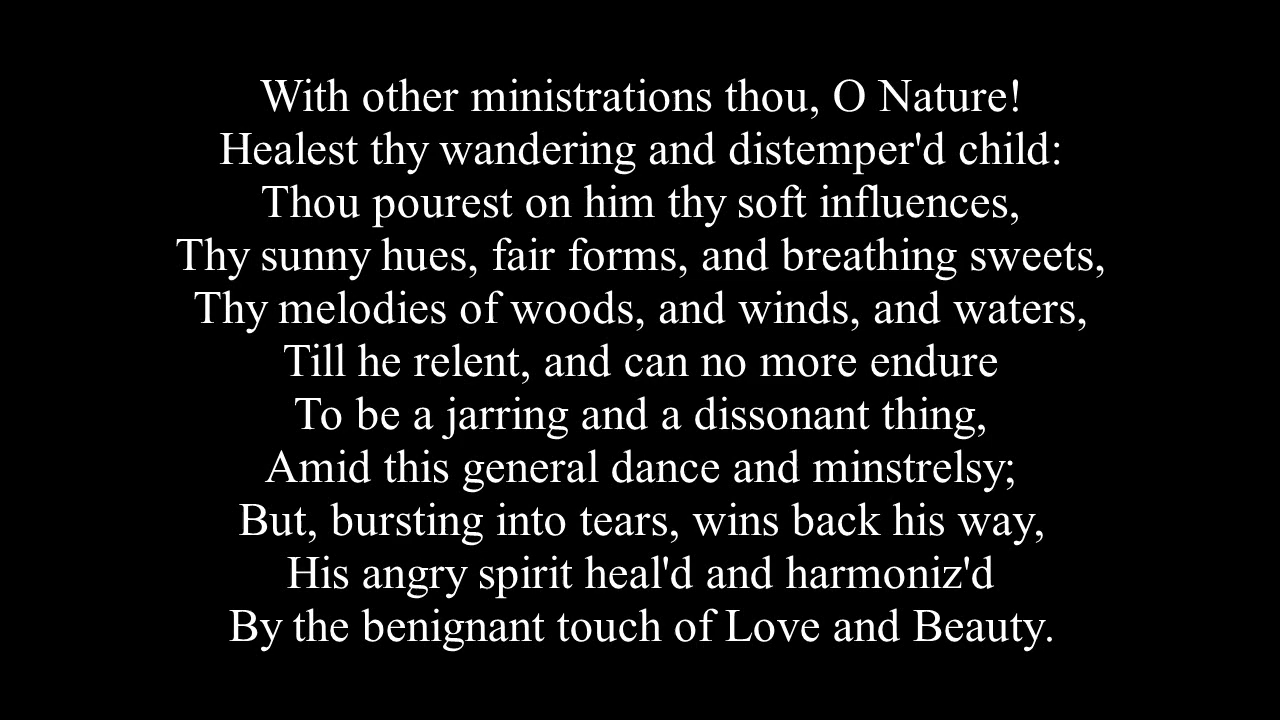 With other ministrations thou, O Nature!
Healest thy wandering and distemper'd child:
Thou pourest on him thy soft influences,
Thy sunny hues, fair forms, and breathing sweets,
Thy melodies of woods, and winds, and waters,
Till he relent, and can no more endure
To be a jarring and a dissonant thing,
Amid this general dance and minstrelsy;
But, bursting into tears, wins back his way,
His angry spirit heal'd and harmoniz'd
By the benignant touch of Love and Beauty.